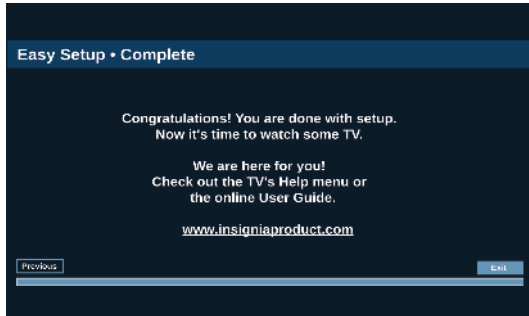 Easy Setup • Complete
Congratulations! You are done with setup.
Now it's time to watch some TV.
We are here for you!
Check out the TV's Help menu or
the online User Guide.
www.insigniaproduct.com
Previous
Exit